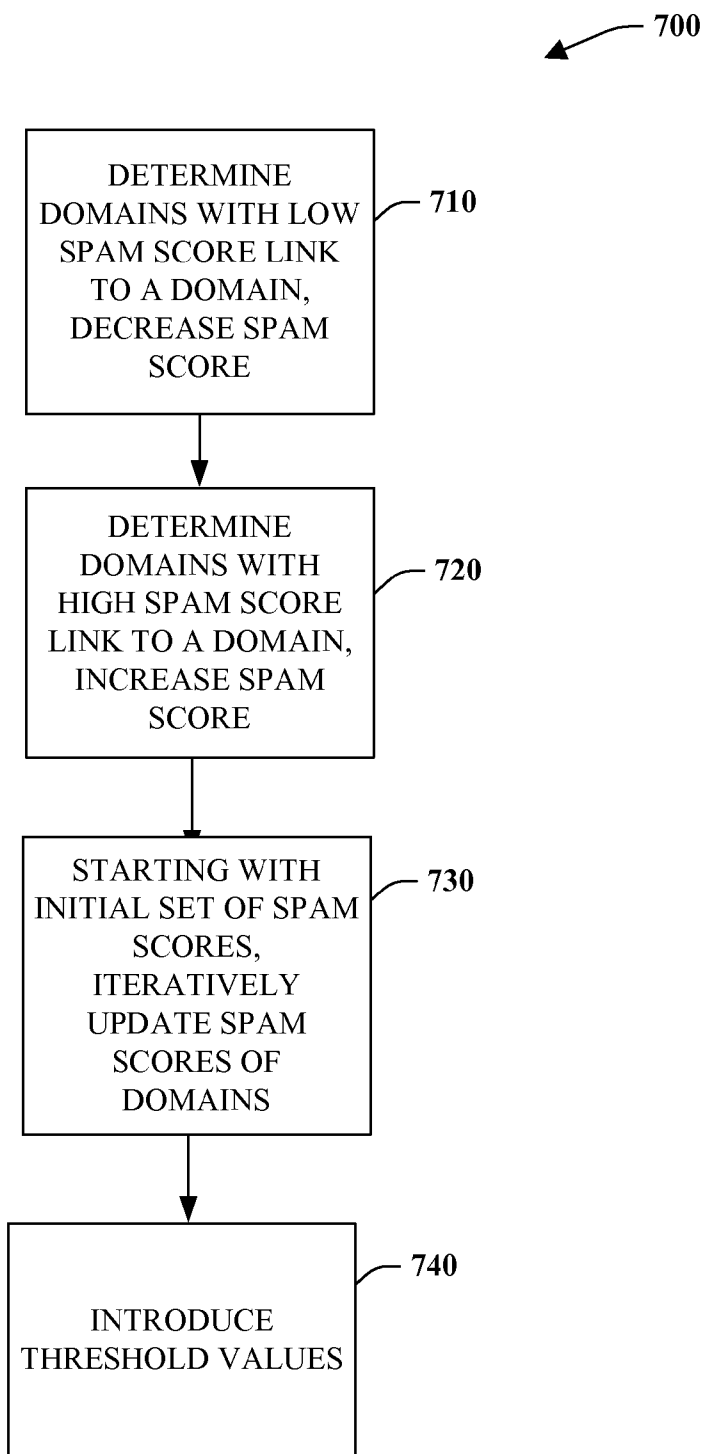 700
DETERMINE
DOMAINS WITH LOW
SPAM SCORE LINK
TO A DOMAIN,
DECREASE SPAM
SCORE
710
DETERMINE
DOMAINS WITH
HIGH SPAM SCORE
LINK TO A DOMAIN,
INCREASE SPAM
SCORE
720
STARTING WITH
INITIAL SET OF SPAM
SCORES,
ITERATIVELY
UPDATE SPAM
SCORES OF
DOMAINS
730
INTRODUCE
THRESHOLD VALUES
740